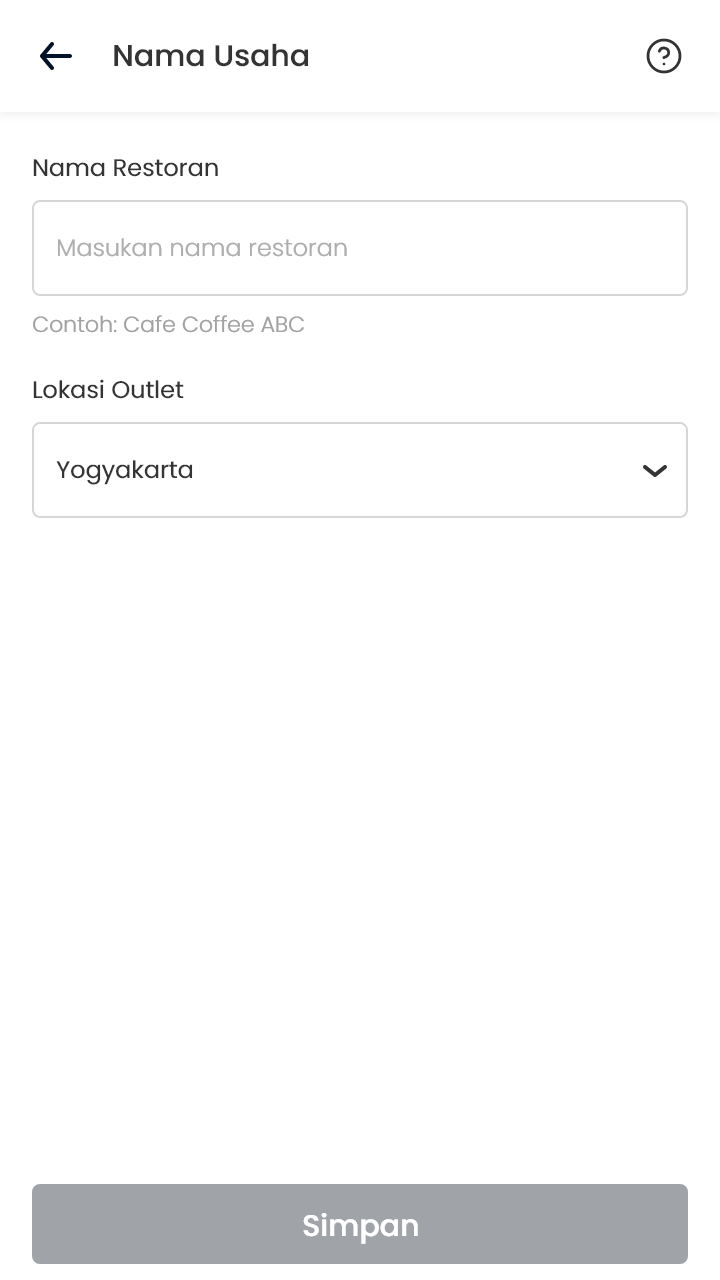 Nama Usaha
Nama Restoran
Masukan nama restoran
Contoh: Cafe Coffee ABC
Lokasi Outlet
Yogyakarta
Simpan